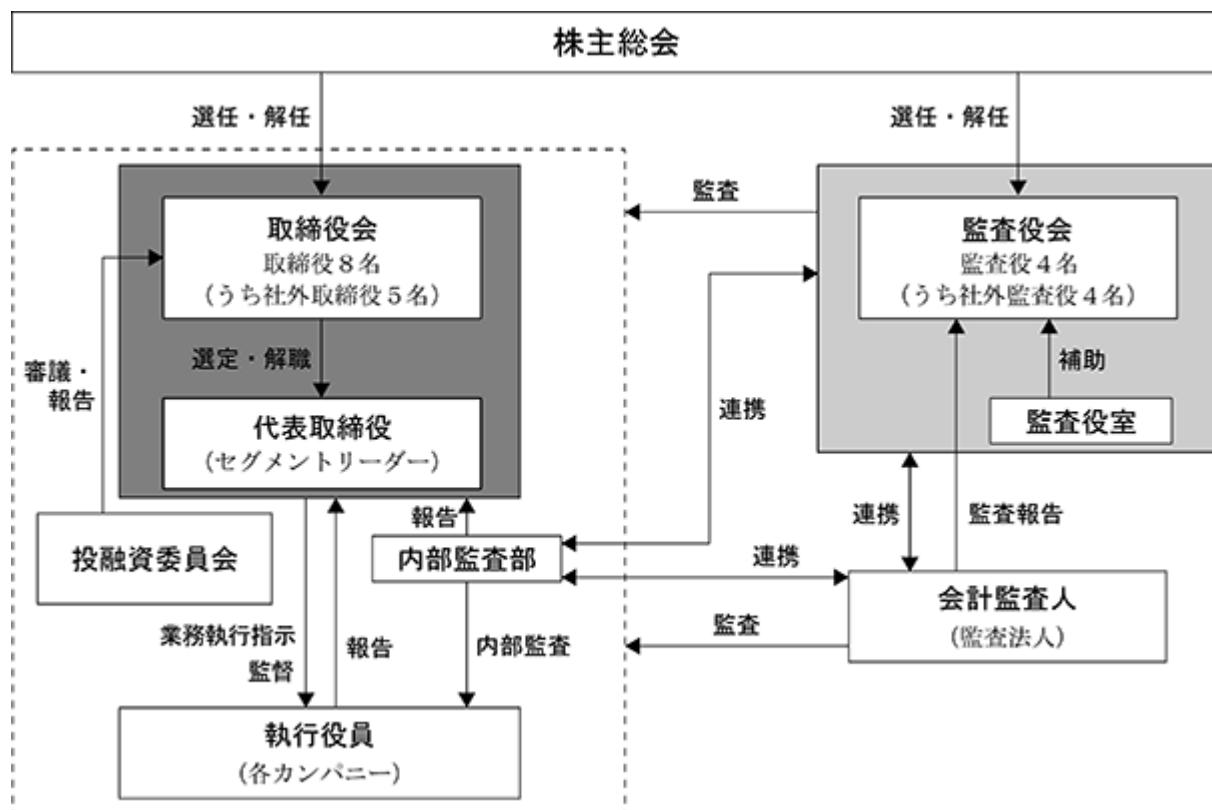 株主総会
選任・解任
選任・解任
取締役会
取締役8名
(うち社外取締役5名)
監査
監査役会
監査役4名
(うち社外監査役4名)
選定・解職
審議・
報告
補助
連携
代表取締役
(セグメントリーダー)
監査役室
報告
連携
監査報告
投融資委員会
内部監査部
連携
会計監査人
(監査法人)
業務執行指示
監督
報告
内部監査
監査
執行役員
(各カンパニー)